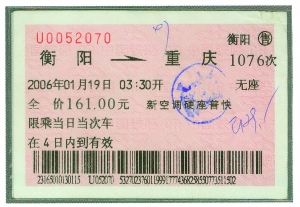 U0052070
衡阳 售
衡阳 → 重庆 1076次
2006年01月19日 03:30开 无座
全 价161.00元 新空调硬座普快
限乘当日当次车
在4日内到有效